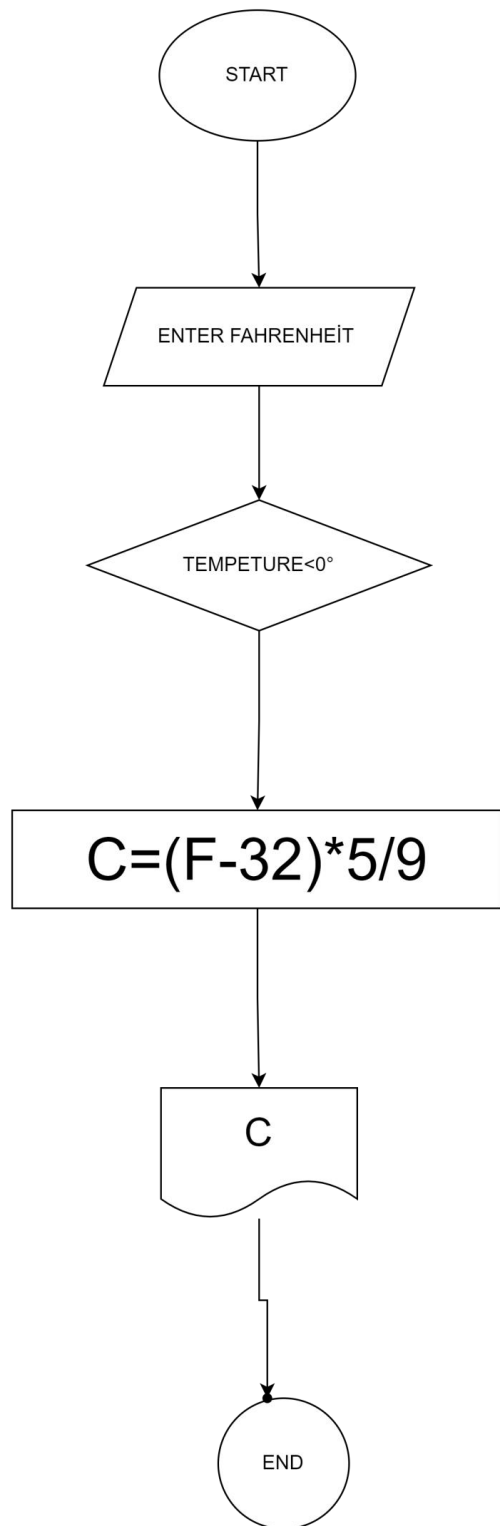 START
ENTER FAHRENHEİT
TEMPETURE<0°
C=(F-32)*5/9
C
END